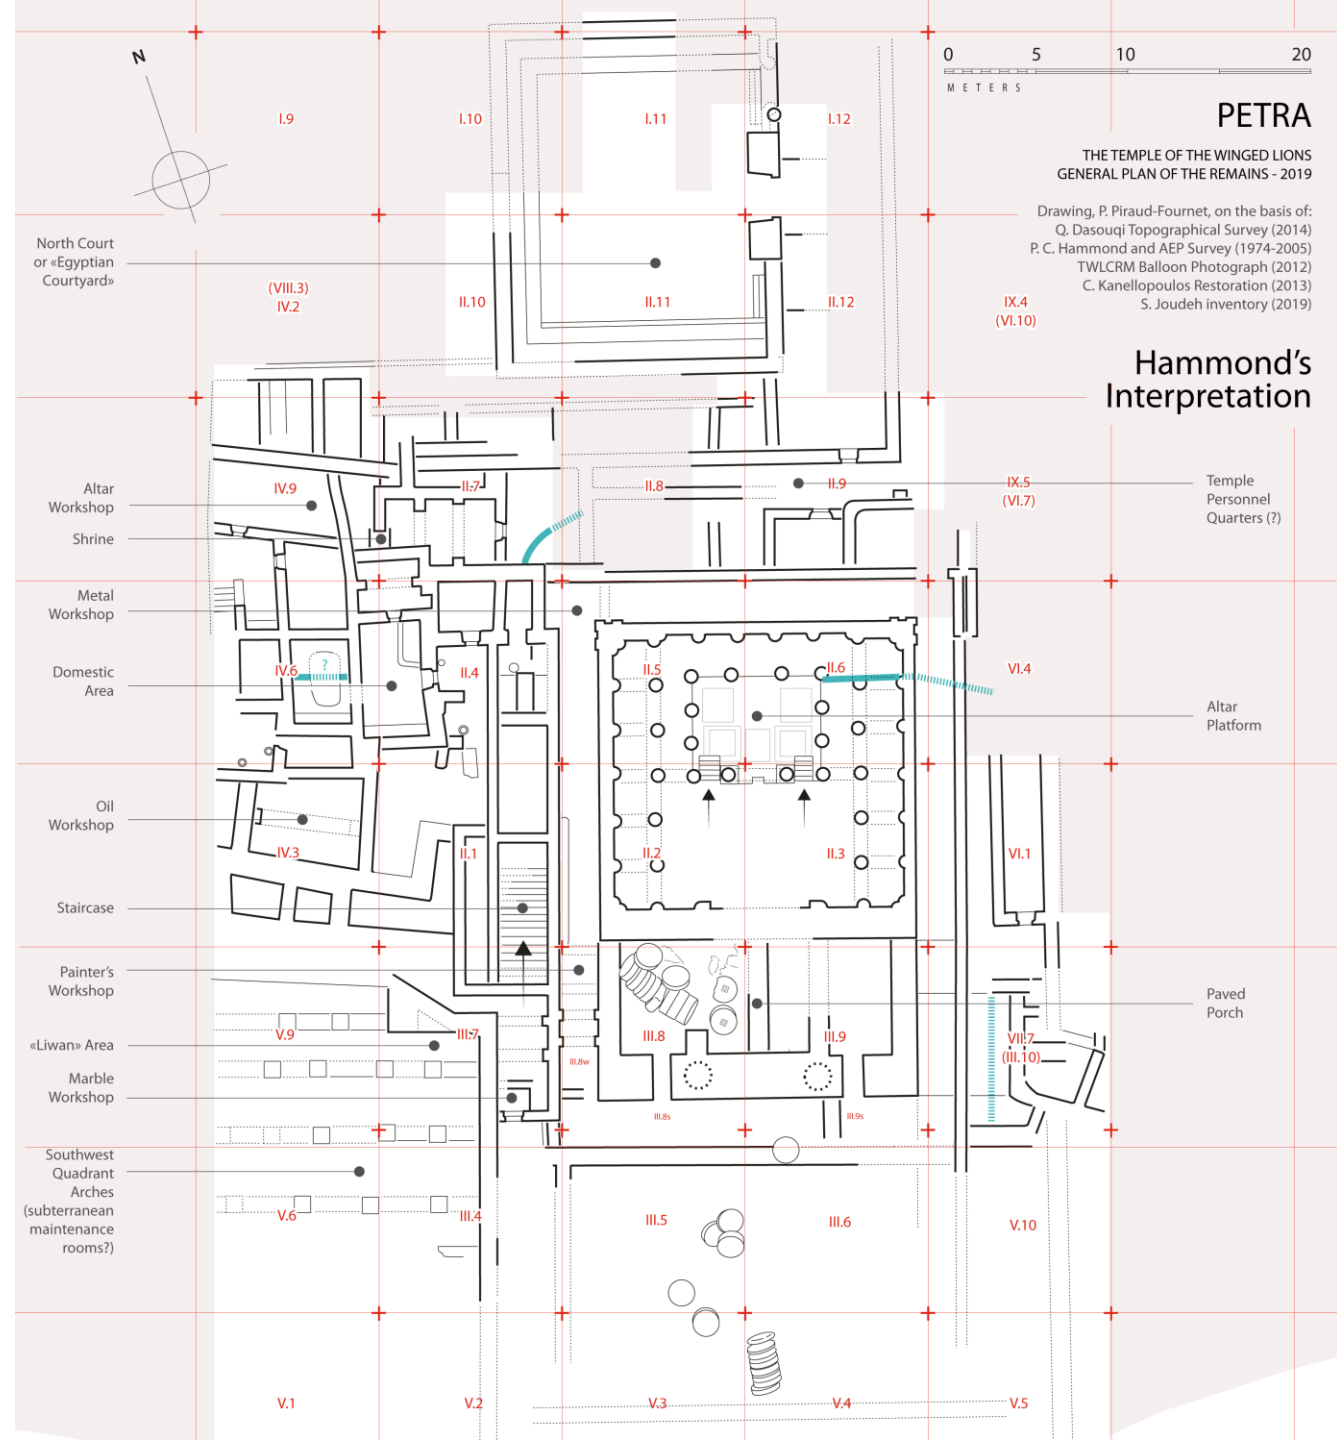 N
0 5 10 20
METERS
PETRA
THE TEMPLE OF THE WINGED LIONS
GENERAL PLAN OF THE REMAINS - 2019
Drawing, P. Piraud-Fournet, on the basis of:
Q. Dasouqi Topographical Survey (2014)
P. C. Hammond and AEP Survey (1974-2005)
TWLCRM Balloon Photograph (2012)
C. Kanellopoulos Restoration (2013)
S. Joudeh inventory (2019)
Hammond's
Interpretation
I.9
I.10
I.11
I.12
North Court
or «Egyptian
Courtyard»
(VIII.3)
IV.2
II.10
II.11
II.12
IX.4
(VI.10)
Altar
Workshop
Shrine
IV.9
II.7
II.8
II.9
IX.5
(VI.7)
Temple
Personnel
Quarters (?)
Metal
Workshop
Domestic
Area
IV.6
?
II.4
II.5
II.6
VI.4
Altar
Platform
Oil
Workshop
IV.3
II.1
II.2
II.3
VI.1
Staircase
Painter's
Workshop
«Liwan» Area
Marble
Workshop
V.9
III.7
III.8w
III.8
III.9
VII.7
(III.10)
Paved
Porch
III.8s
III.9s
Southwest
Quadrant
Arches
(subterranean
maintenance
rooms?)
V.6
III.4
III.5
III.6
V.10
V.1
V.2
V.3
V.4
V.5